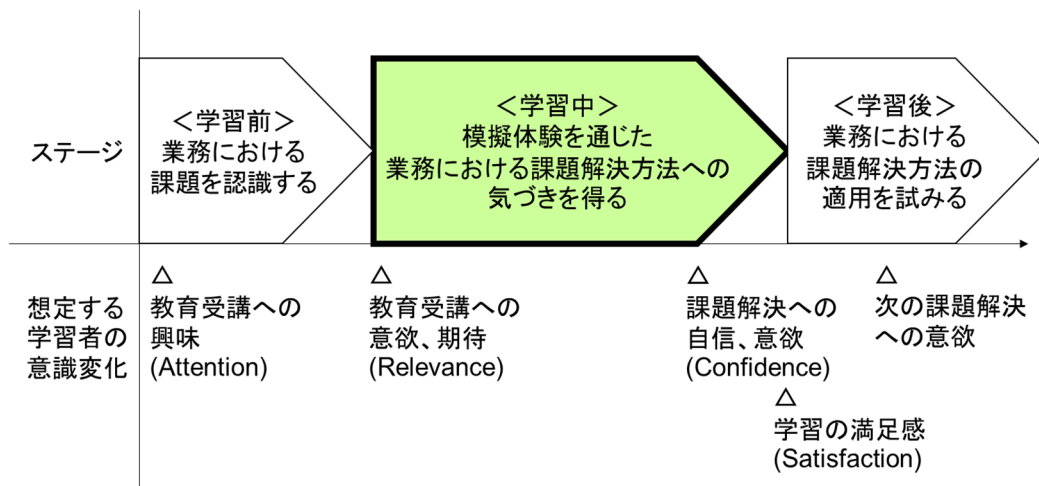 ステージ
<学習前>
業務における
課題を認識する
<学習中>
模擬体験を通じた
業務における課題解決方法への
気づきを得る
<学習後>
業務における
課題解決方法の
適用を試みる
想定する
学習者の
意識変化
△
教育受講への
興味
(Attention)
△
教育受講への
意欲、期待
(Relevance)
△
課題解決への
自信、意欲
(Confidence)
△
学習の満足感
(Satisfaction)
△
次の課題解決
への意欲